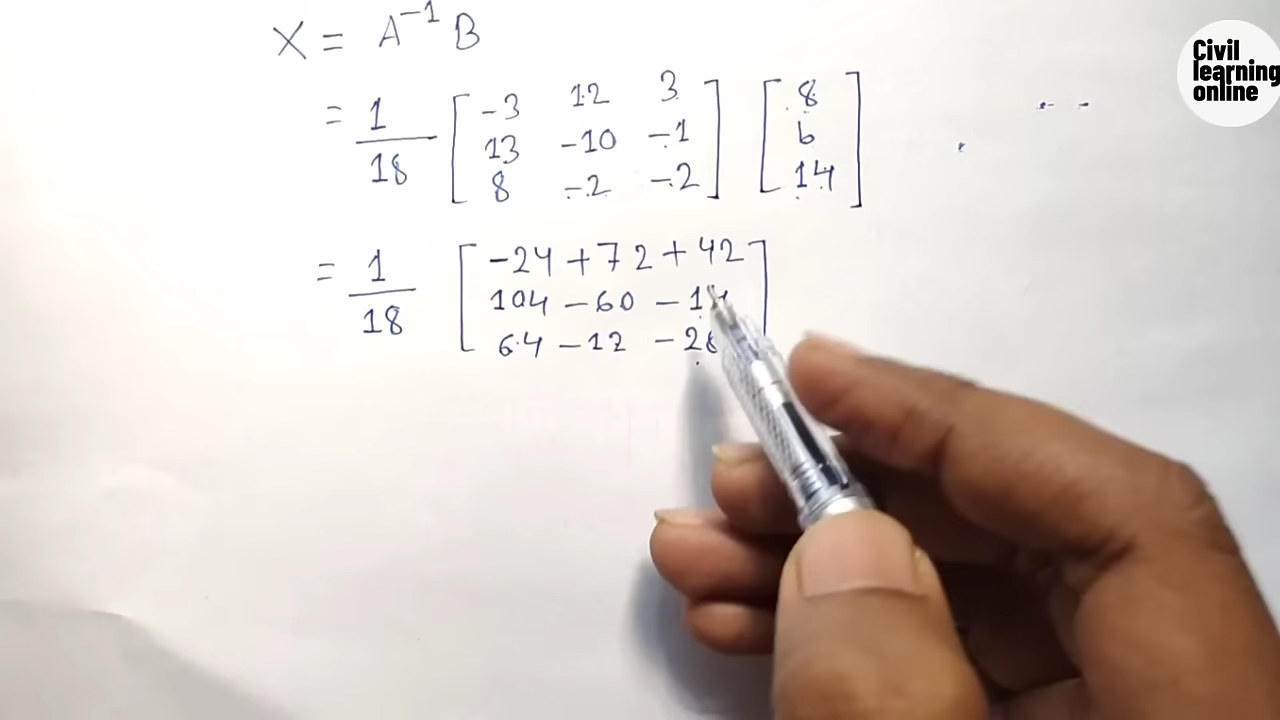 X = A⁻¹ B
= 1/18 [ -3 12 3 ] [ 8 ]
[ 13 -10 -1 ] [ 6 ]
[ 8 -2 -2 ] [ 14 ]
= 1/18 [ -24 + 72 + 42 ]
[ 104 - 60 - 14 ]
[ 64 - 12 - 28 ]
Civil
learning
online